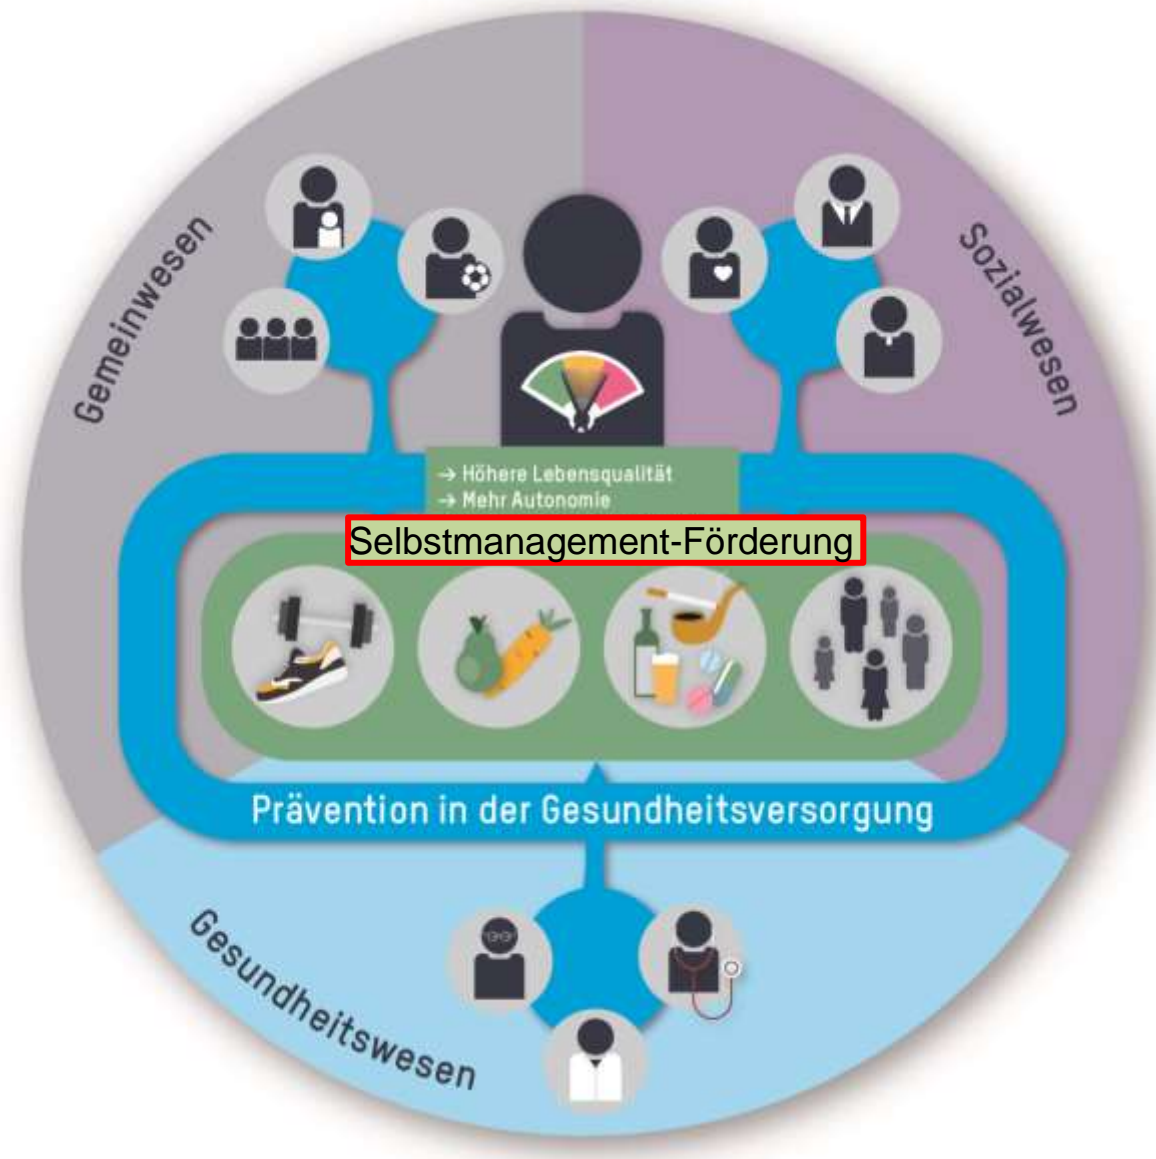 Gemeinwesen
Sozialwesen
→ Höhere Lebensqualität
→ Mehr Autonomie
Selbstmanagement-Förderung
Prävention in der Gesundheitsversorgung
Gesundheitswesen